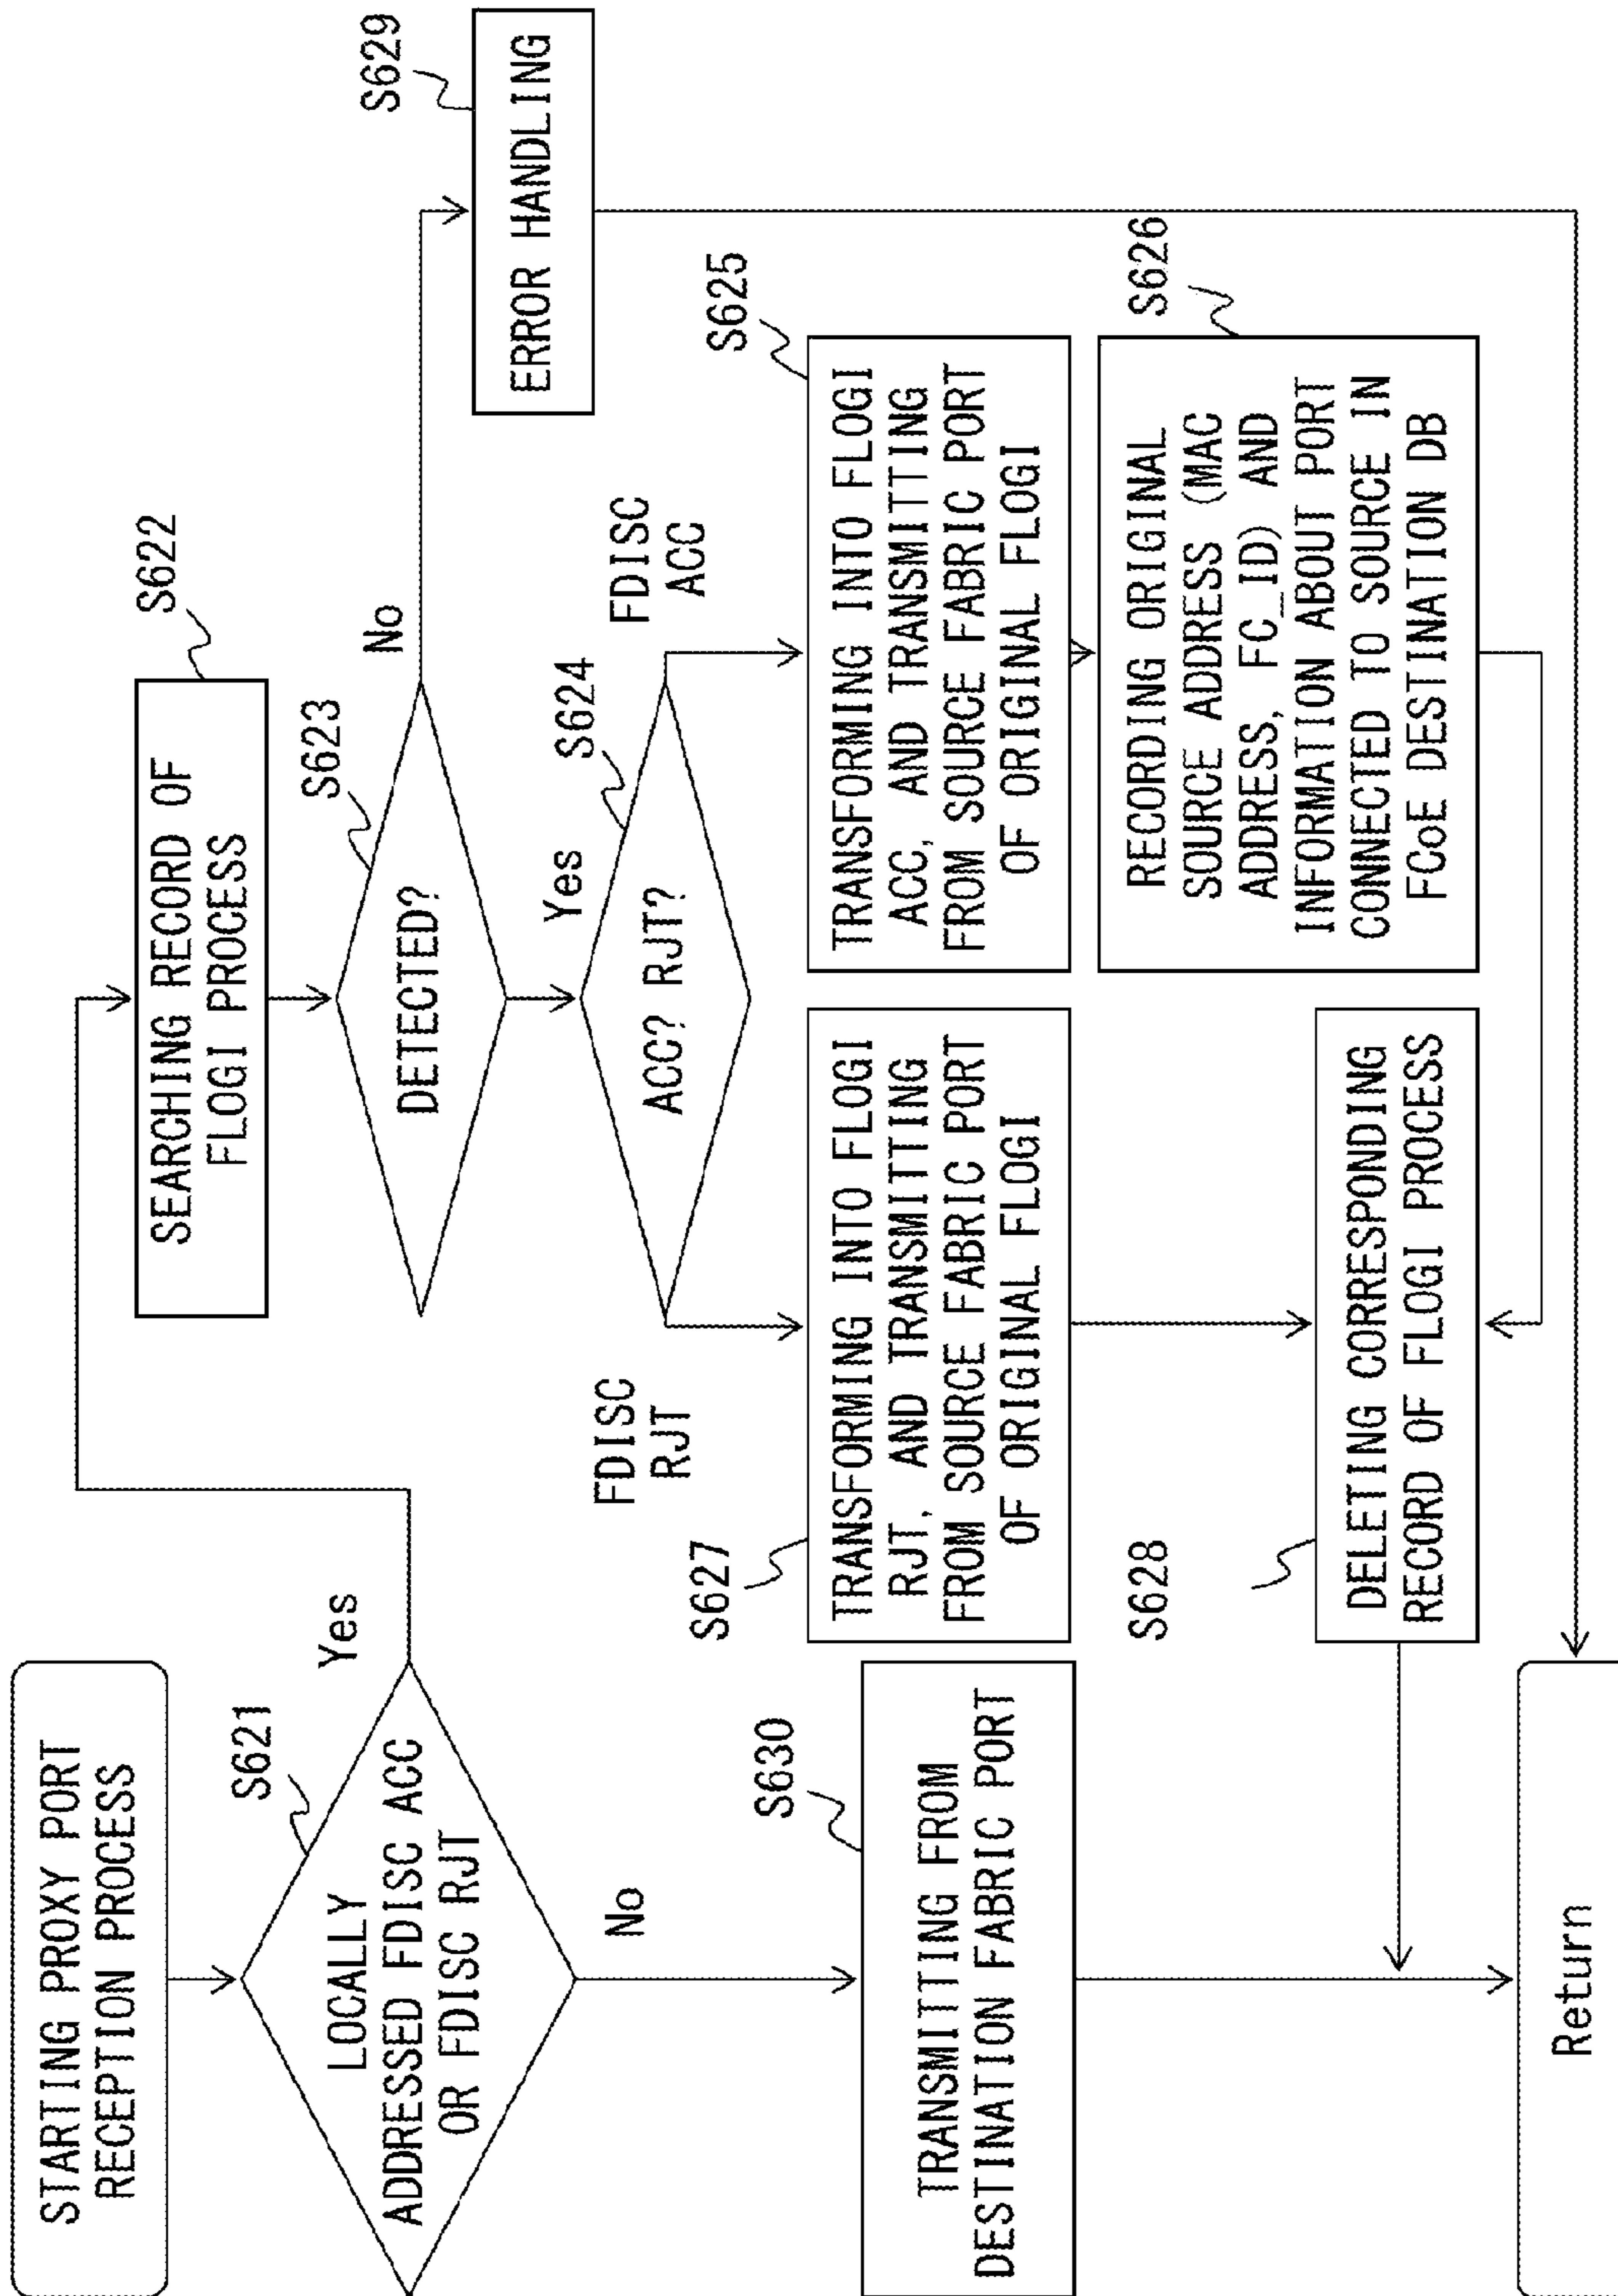 STARTING PROXY PORT
RECEPTION PROCESS
S621
LOCALLY
ADDRESSED FDISC ACC
OR FDISC RJT
Yes
No
S630
TRANSMITTING FROM
DESTINATION FABRIC PORT
Return
S622
SEARCHING RECORD OF
FLOGI PROCESS
S623
DETECTED?
No
Yes
S624
ACC? RJT?
FDISC
RJT
FDISC
ACC
S627
TRANSFORMING INTO FLOGI
RJT, AND TRANSMITTING
FROM SOURCE FABRIC PORT
OF ORIGINAL FLOGI
S625
TRANSFORMING INTO FLOGI
ACC, AND TRANSMITTING
FROM SOURCE FABRIC PORT
OF ORIGINAL FLOGI
S626
RECORDING ORIGINAL
SOURCE ADDRESS (MAC
ADDRESS, FC_ID) AND
INFORMATION ABOUT PORT
CONNECTED TO SOURCE IN
FCoE DESTINATION DB
S628
DELETING CORRESPONDING
RECORD OF FLOGI PROCESS
S629
ERROR HANDLING